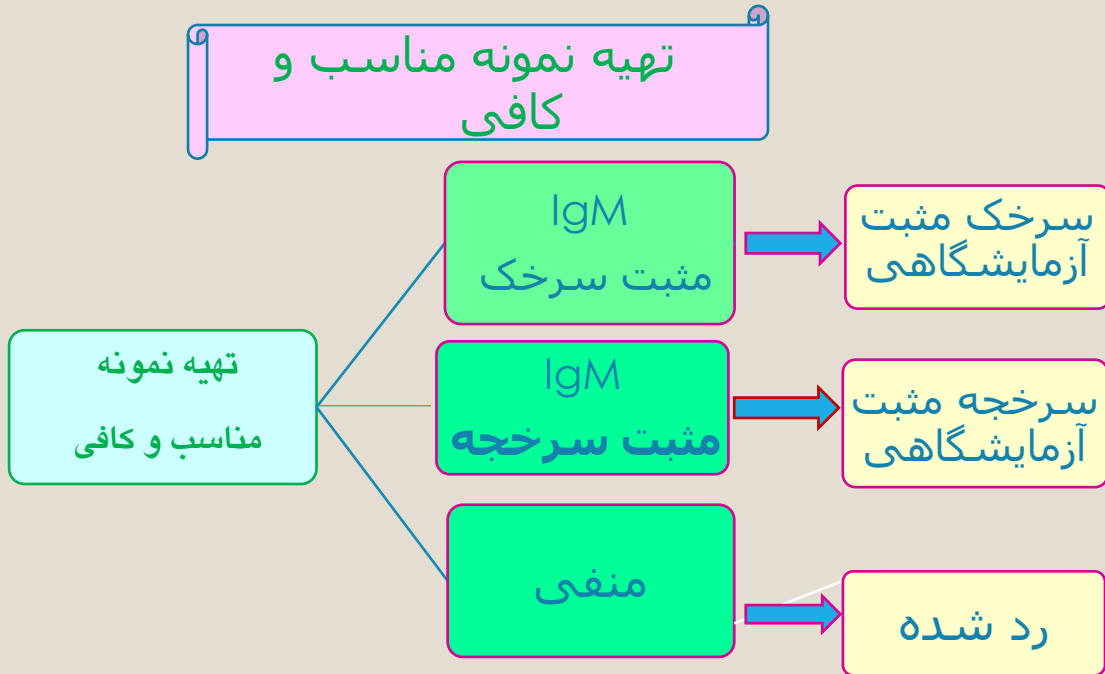 تهیه نمونه مناسب و
کافی
IgM
مثبت سرخک
سرخک مثبت
آزمایشگاهی
تهیه نمونه
مناسب و کافی
IgM
مثبت سرخجه
سرخجه مثبت
آزمایشگاهی
منفی
رد شده